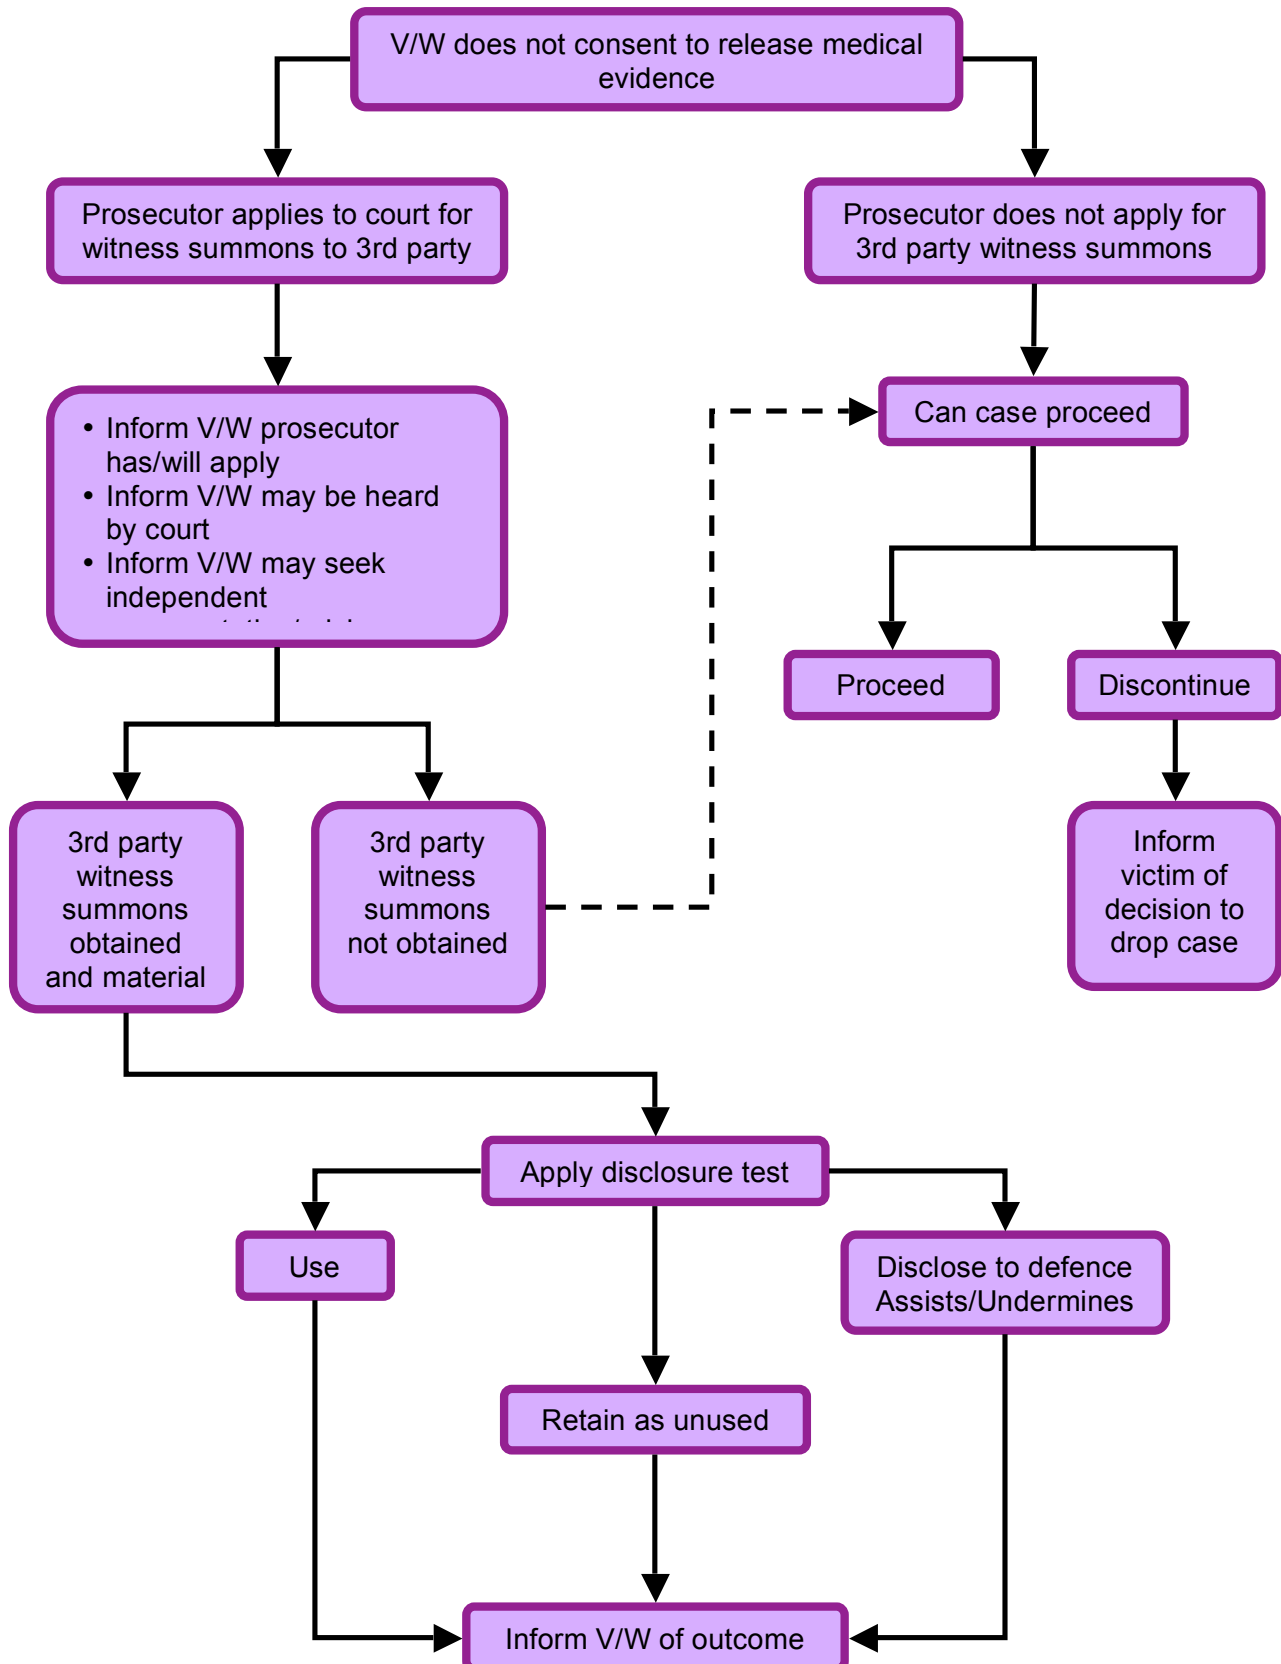 V/W does not consent to release medical
evidence
Prosecutor applies to court for
witness summons to 3rd party
Prosecutor does not apply for
3rd party witness summons
• Inform V/W prosecutor
has/will apply
• Inform V/W may be heard
by court
• Inform V/W may seek
independent
Can case proceed
Proceed
Discontinue
3rd party
witness
summons
obtained
and material
3rd party
witness
summons
not obtained
Inform
victim of
decision to
drop case
Apply disclosure test
Use
Disclose to defence
Assists/Undermines
Retain as unused
Inform V/W of outcome